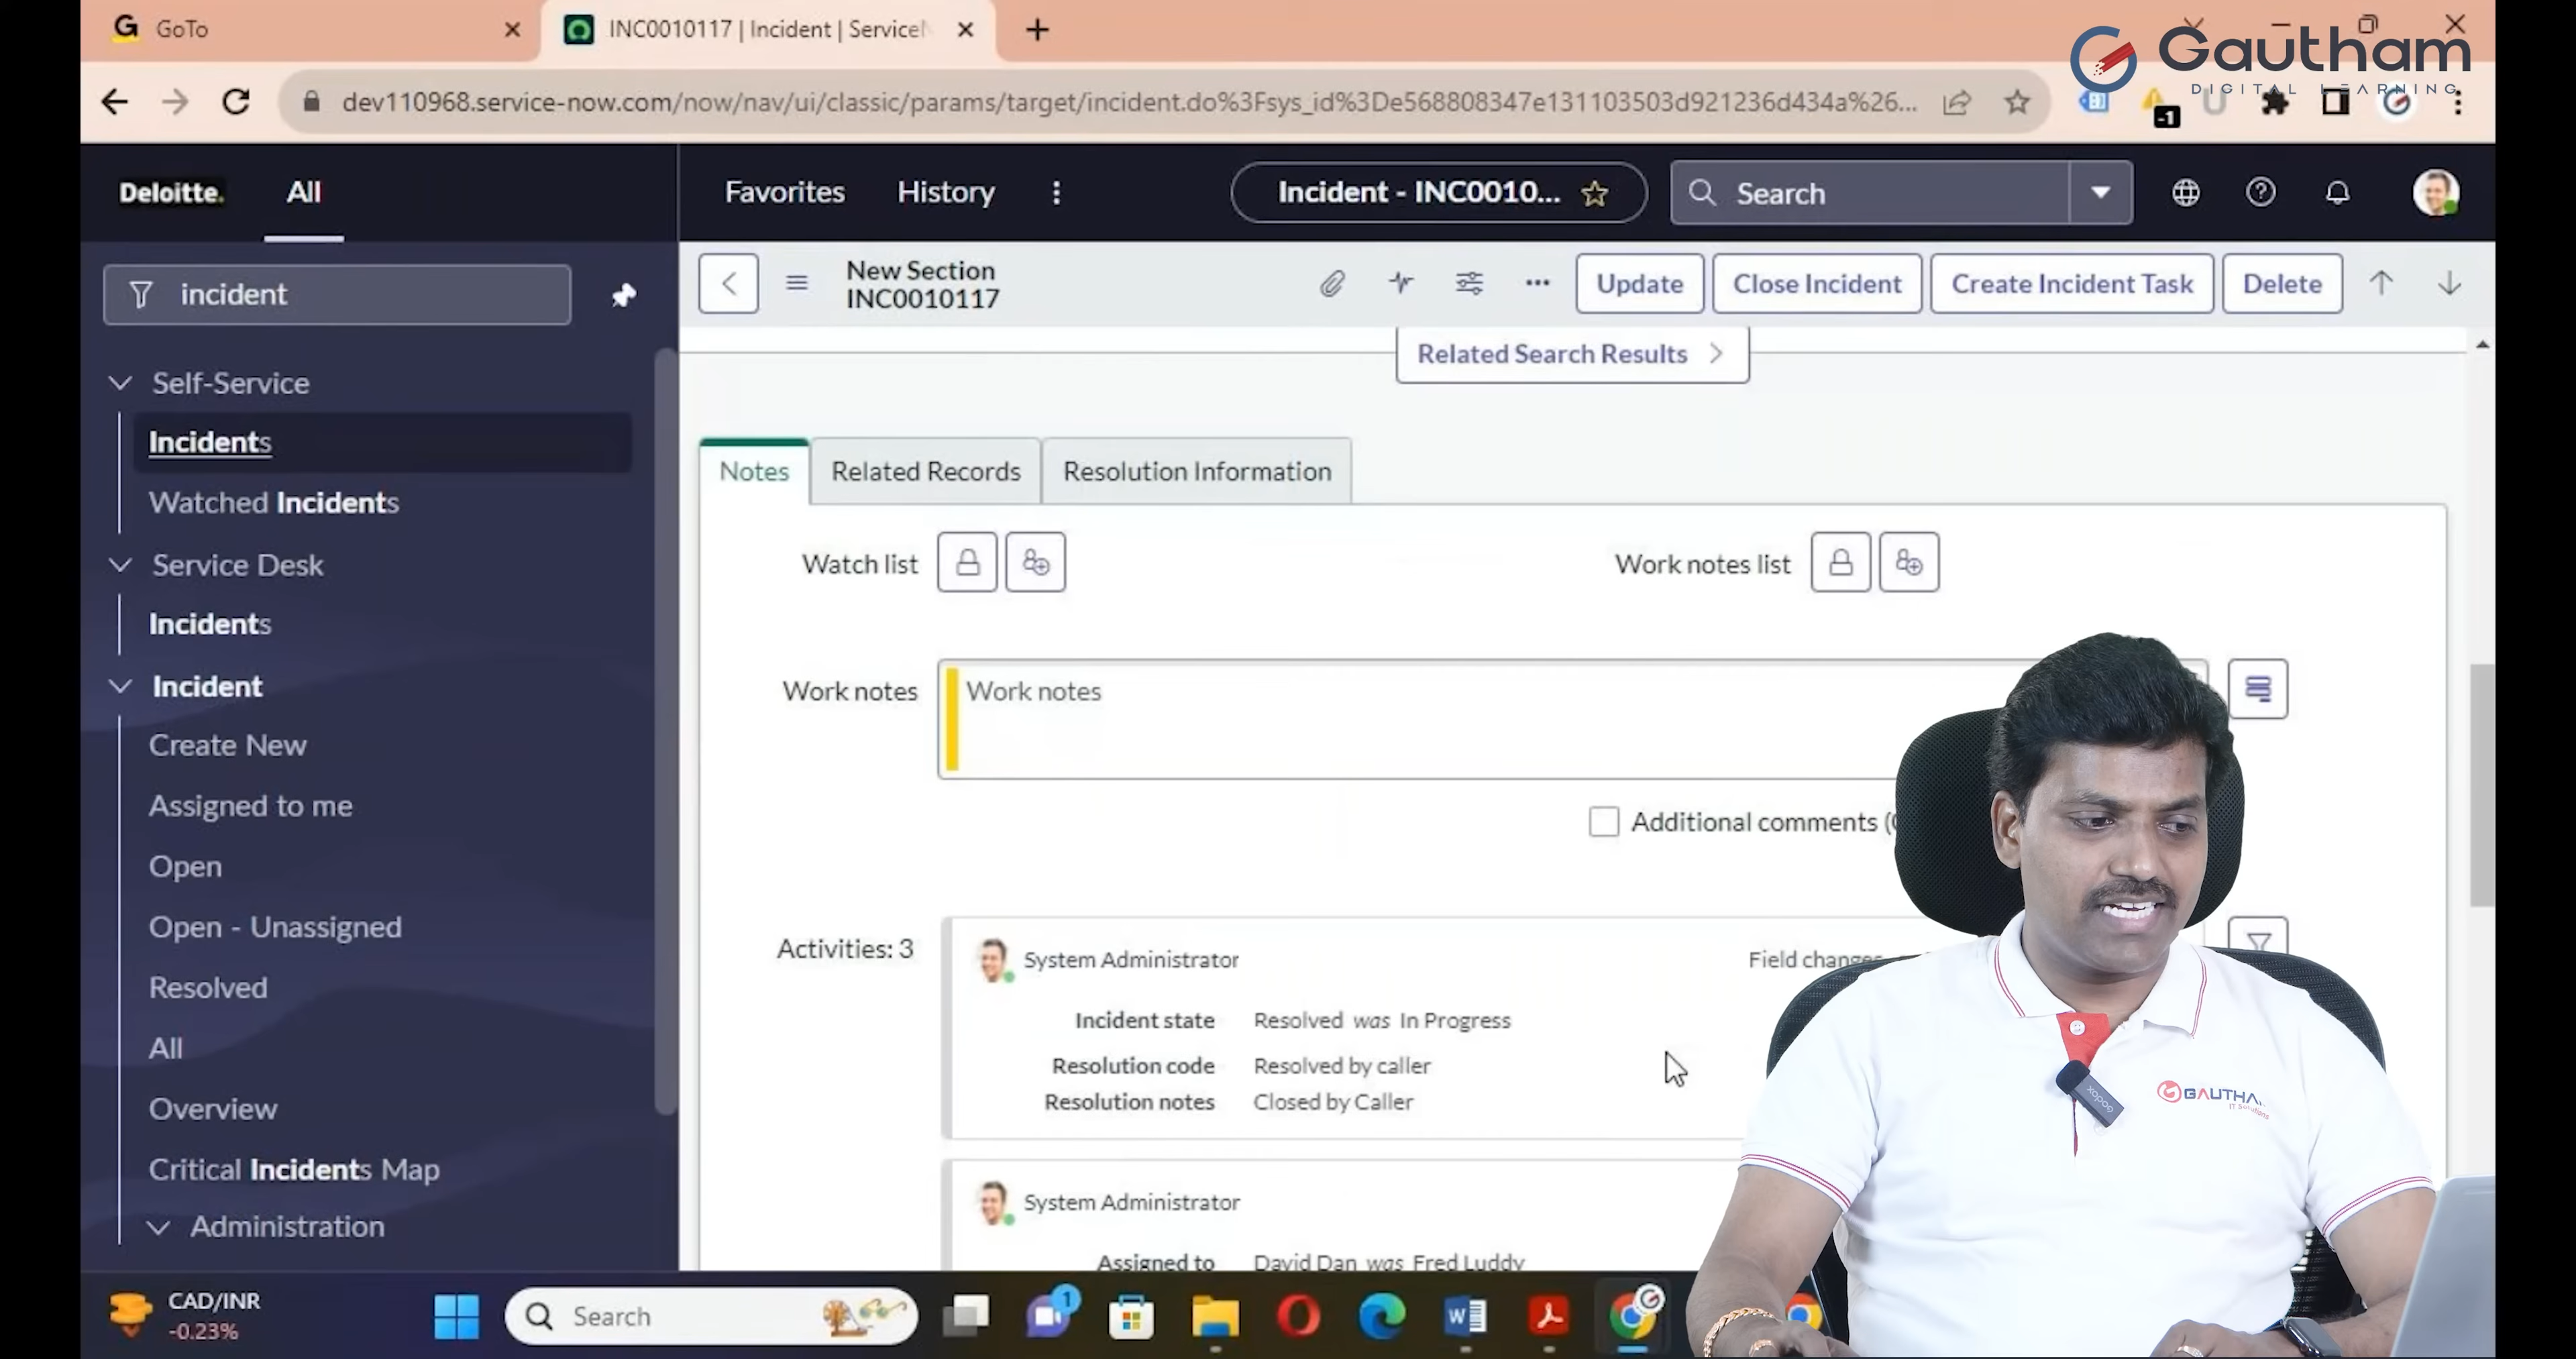 GoTo
INC0010117 | Incident | Service
Gautham
DIGITAL LEARNING
dev110968.service-now.com/now/nav/ui/classic/params/target/incident.do%3Fsys_id%3De568808347e131103503d921236d434a%26...
-1
Deloitte.
All
Favorites
History
Incident - INC0010...
Search
incident
New Section
INC0010117
Update
Close Incident
Create Incident Task
Delete
Related Search Results
Self-Service
Incidents
Watched Incidents
Service Desk
Incidents
Incident
Create New
Assigned to me
Open
Open - Unassigned
Resolved
All
Overview
Critical Incidents Map
Administration
Notes
Related Records
Resolution Information
Watch list
Work notes list
Work notes
Work notes
Additional comments (
Activities: 3
System Administrator
Field changes
Incident state
Resolved was In Progress
Resolution code
Resolved by caller
Resolution notes
Closed by Caller
System Administrator
Assigned to
David Dan was Fred Luddy
GAUTHA
IT Solutions
Godox
CAD/INR
-0.23%
Search
1